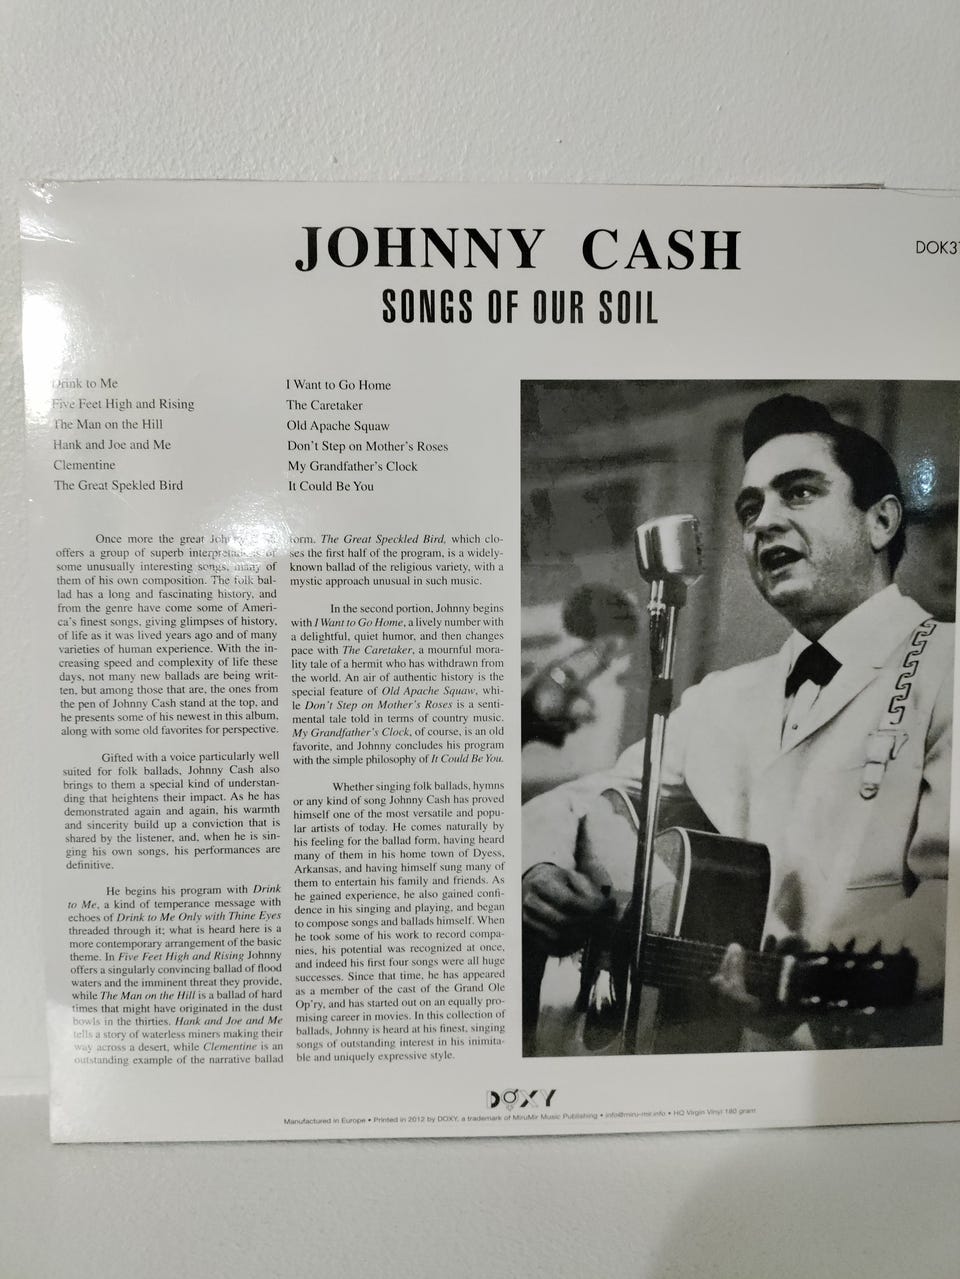 JOHNNY CASH
DOK3
SONGS OF OUR SOIL
Drink to Me
Five Feet High and Rising
The Man on the Hill
Hank and Joe and Me
Clementine
The Great Spekled Bird
I Want to Go Home
The Caretaker
Old Apache Squaw
Don't Step on Mother's Roses
My Grandfather's Clock
It Could Be You
Once more the great
offers a group of superb
some unusually interesting songs, many of
them of his own composition. The folk bal-
lad has a long and fascinating history, and
from the genre have come some of Ameri-
ca's finest songs, giving glimpses of history,
of life as it was lived years ago and of many
varieties of human experience. With the in-
creasing speed and complexity of life these
days, not many new ballads are being writ-
ten, but among those that are, the ones from
the pen of Johnny Cash stand at the top, and
he presents some of his newest in this album,
along with some old favorites for perspective.
Gifted with a voice particularly well
suited for folk ballads, Johnny Cash also
brings to them a special kind of understan-
ding that heightens their impact. As he has
demonstrated again and again, his warmth
and sincerity build up a conviction that is
shared by the listener, and, when he is sin-
ging his own songs, his performances are
definitive.
He begins his program with Drink
to Me, a kind of temperance message with
echoes of Drink to Me Only with Thine Eyes
threaded through it; what is heard here is a
more contemporary arrangement of the basic
theme. In Five Feet High and Rising Johnny
offers a singularly convincing ballad of flood
waters and the imminent threat they provide,
while The Man on the Hill is a ballad of hard
times that might have originated in the dust
bowls in the thirties. Hank and Joe and Me
tells a story of waterless miners making their
way across a desert, while Clementine is an
outstanding example of the narrative ballad
form. The Great Speckled Bird, which clo-
ses the first half of the program, is a widely-
known ballad of the religious variety, with a
mystic approach unusual in such music.
In the second portion, Johnny begins
with I Want to Go Home, a lively number with
a delightful, quiet humor, and then changes
pace with The Caretaker, a mournful mora-
lity tale of a hermit who has withdrawn from
the world. An air of authentic history is the
special feature of Old Apache Squaw, whi-
le Don't Step on Mother's Roses is a senti-
mental tale told in terms of country music.
My Grandfather's Clock, of course, is an old
favorite, and Johnny concludes his program
with the simple philosophy of It Could Be You.
Whether singing folk ballads, hymns
or any kind of song Johnny Cash has proved
himself one of the most versatile and popu-
lar artists of today. He comes naturally by
his feeling for the ballad form, having heard
many of them in his home town of Dyess,
Arkansas, and having himself sung many of
them to entertain his family and friends. As
he gained experience, he also gained confi-
dence in his singing and playing, and began
to compose songs and ballads himself. When
he took some of his work to record compa-
nies, his potential was recognized at once,
and indeed his first four songs were all huge
successes. Since that time, he has appeared
as a member of the cast of the Grand Ole
Op'ry, and has started out on an equally pro-
mising career in movies. In this collection of
ballads, Johnny is heard at his finest, singing
songs of outstanding interest in his inimita-
ble and uniquely expressive style.
DOXY
Manufactured in Europe • Printed in 2012 by DOXY, a trademark of MiruMir Music Publishing • info@miru-mir.info • HQ Virgin Vinyl 180 gram